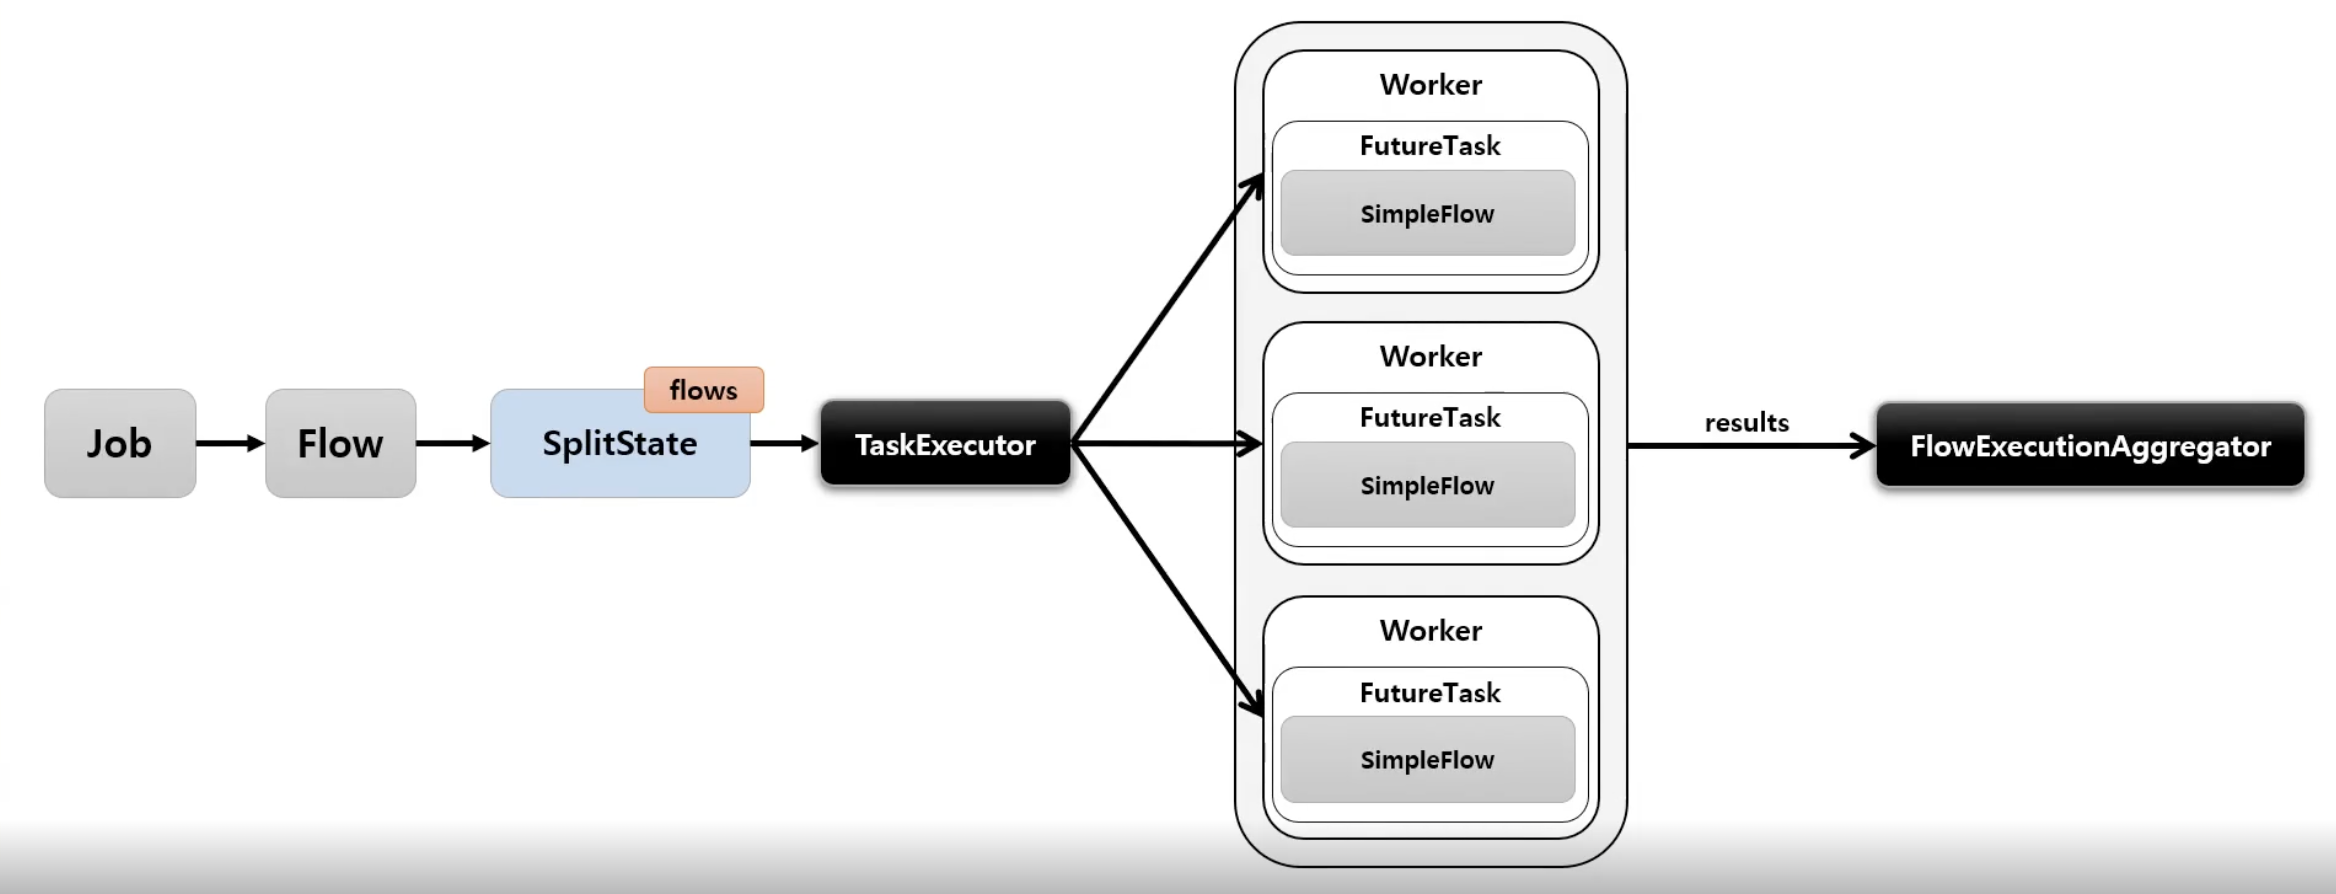 Job
Flow
flows
SplitState
TaskExecutor
Worker
FutureTask
SimpleFlow
Worker
FutureTask
SimpleFlow
Worker
FutureTask
SimpleFlow
results
FlowExecutionAggregator